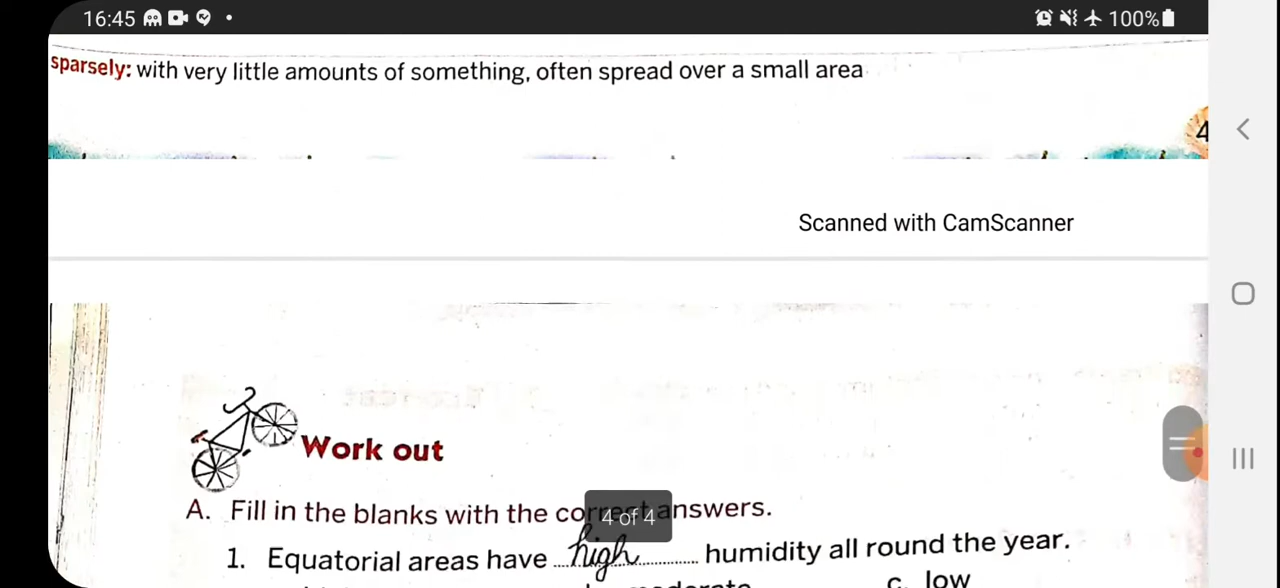 16:45 100%
sparsely: with very little amounts of something, often spread over a small area
4
Scanned with CamScanner
Work out
A. Fill in the blanks with the correct answers.
4 of 4
1. Equatorial areas have high humidity all round the year.
c. low